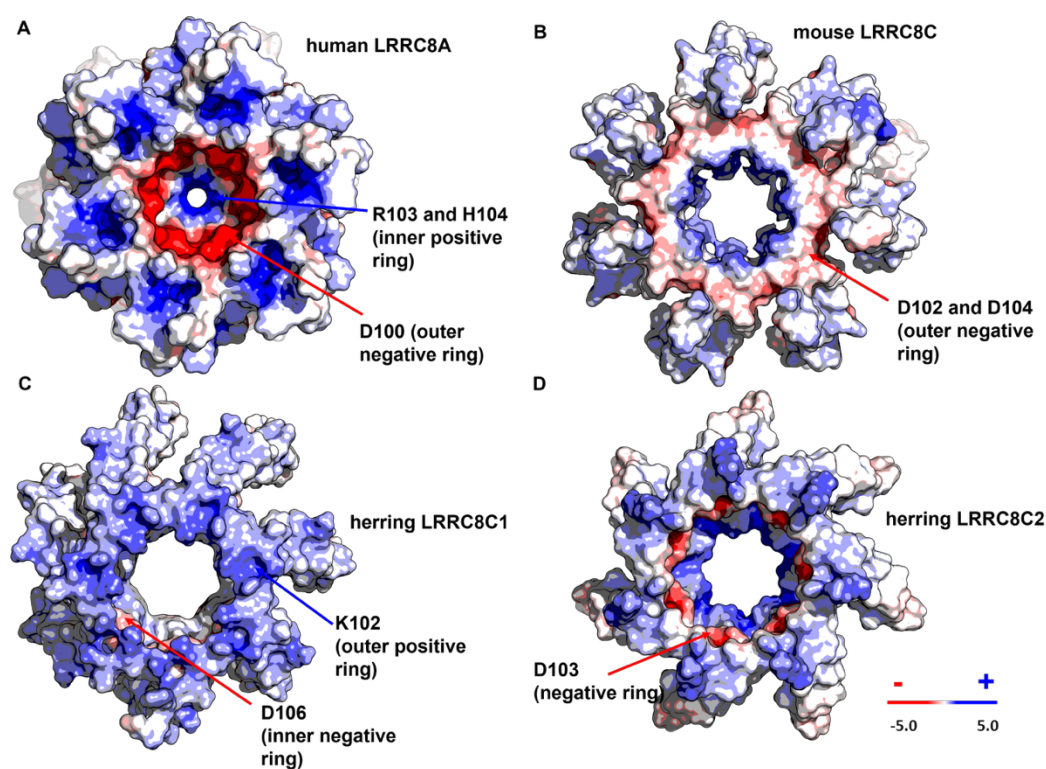 A
human LRRC8A
R103 and H104
(inner positive
ring)
D100 (outer
negative ring)
B
mouse LRRC8C
D102 and D104
(outer negative
ring)
C
herring LRRC8C1
K102
(outer positive
ring)
D106
(inner negative
ring)
D
herring LRRC8C2
D103
(negative ring)
- +
-5.0 5.0